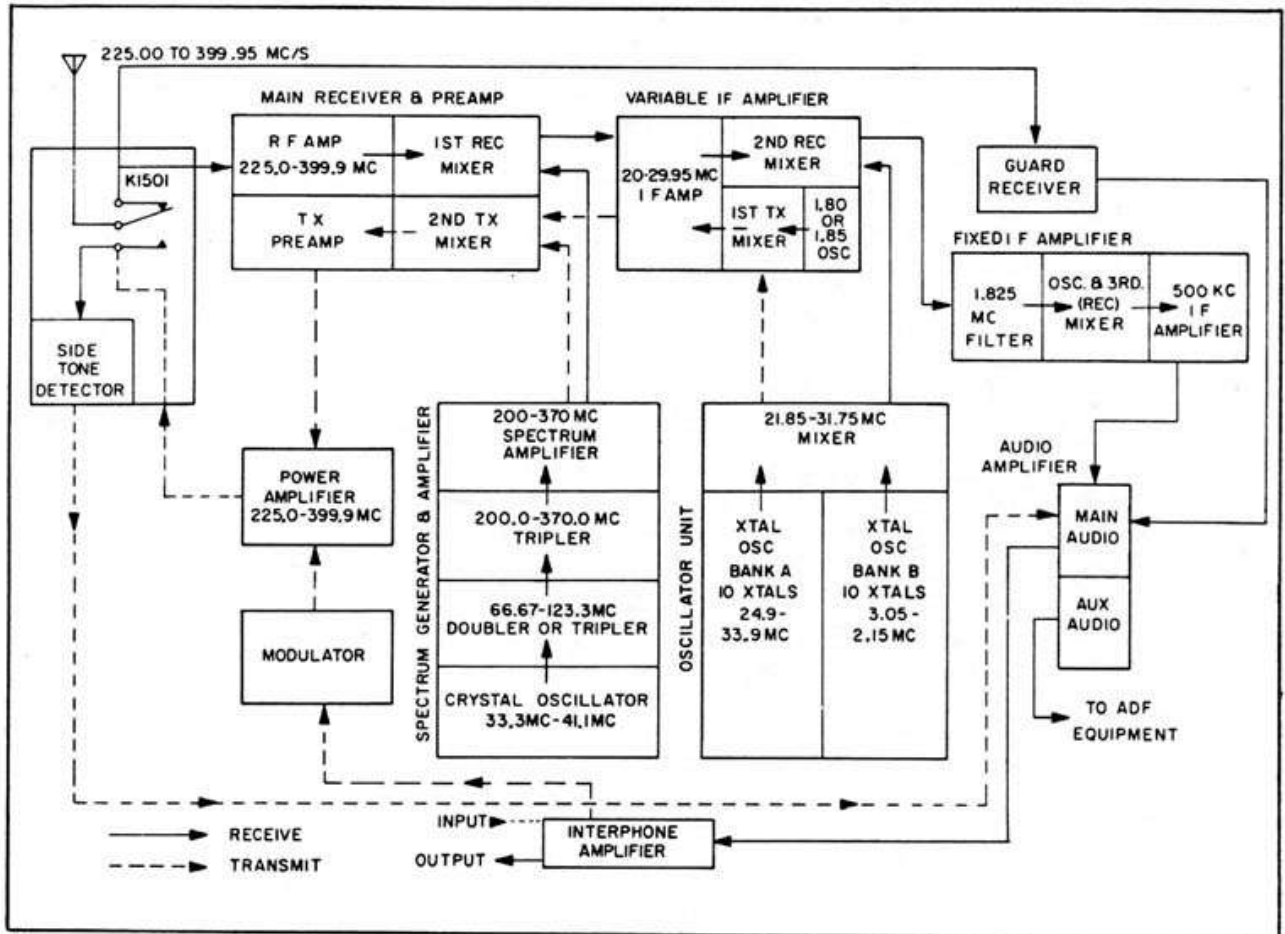 225.00 TO 399.95 MC/S
MAIN RECEIVER & PREAMP
VARIABLE IF AMPLIFIER
K1501
R F AMP
225.0-399.9 MC
1ST REC
MIXER
TX
PREAMP
2ND TX
MIXER
20-29.95 MC
I F AMP
2ND REC
MIXER
1ST TX
MIXER
1.80
OR
1.85
OSC
GUARD
RECEIVER
FIXED I F AMPLIFIER
1.825
MC
FILTER
OSC. & 3RD.
(REC)
MIXER
500 KC
I F
AMPLIFIER
SIDE
TONE
DETECTOR
POWER
AMPLIFIER
225.0-399.9 MC
MODULATOR
SPECTRUM GENERATOR & AMPLIFIER
200-370 MC
SPECTRUM
AMPLIFIER
200.0-370.0 MC
TRIPLER
66.67-123.3MC
DOUBLER OR TRIPLER
CRYSTAL OSCILLATOR
33.3MC-41.1MC
OSCILLATOR UNIT
21.85-31.75 MC
MIXER
XTAL
OSC
BANK A
10 XTALS
24.9-
33.9 MC
XTAL
OSC
BANK B
10 XTALS
3.05-
2.15 MC
AUDIO
AMPLIFIER
MAIN
AUDIO
AUX
AUDIO
TO ADF
EQUIPMENT
RECEIVE
TRANSMIT
INPUT
OUTPUT
INTERPHONE
AMPLIFIER